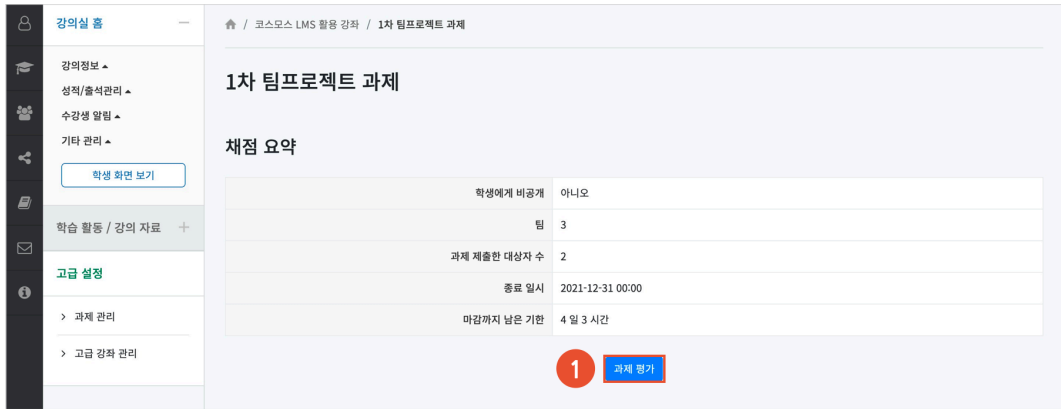 강의실 홈
강의정보
성적/출석관리
수강생 알림
기타 관리
학생 화면 보기
학습 활동 / 강의 자료
고급 설정
과제 관리
고급 강좌 관리
/ 코스모스 LMS 활용 강좌 / 1차 팀프로젝트 과제
1차 팀프로젝트 과제
채점 요약
학생에게 비공개 아니오
팀 3
과제 제출한 대상자 수 2
종료 일시 2021-12-31 00:00
마감까지 남은 기한 4 일 3 시간
1 과제 평가